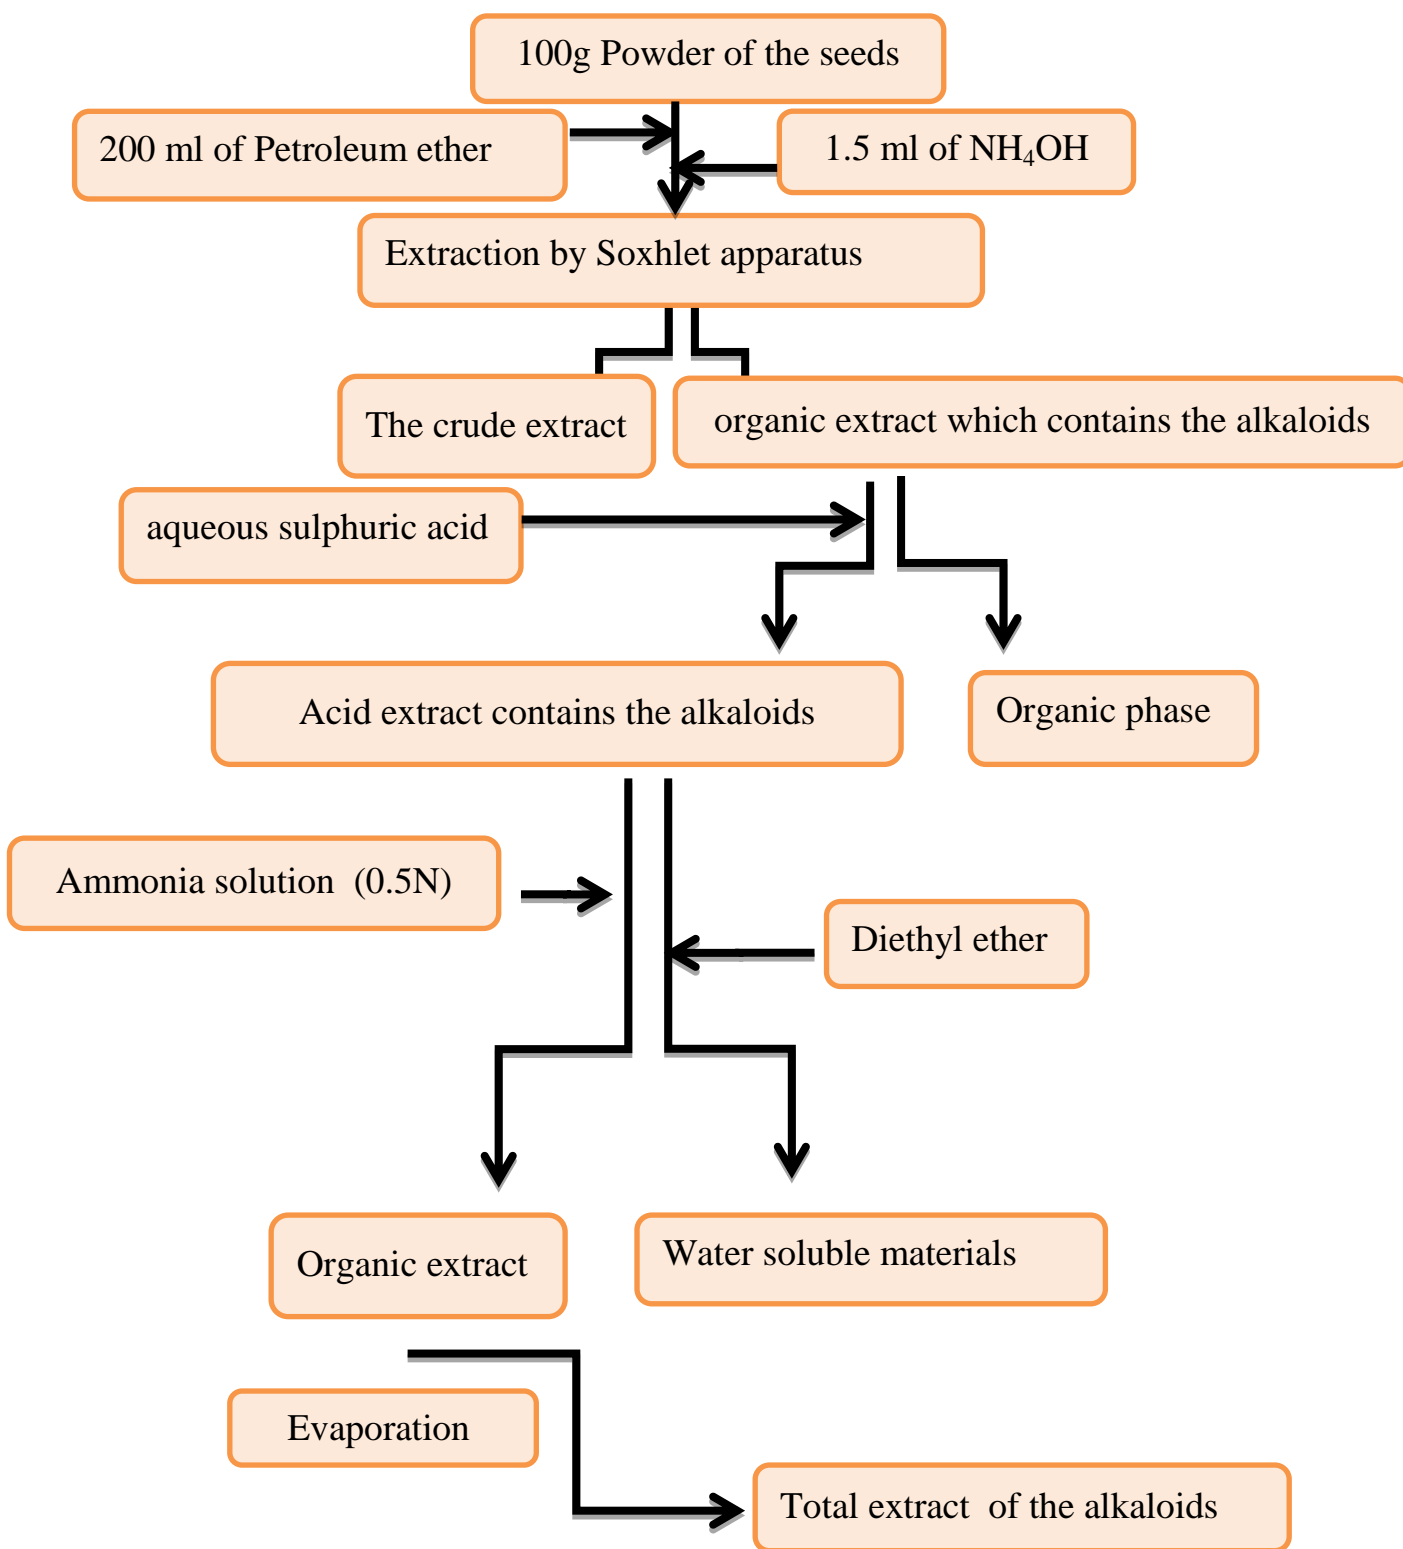 100g Powder of the seeds
200 ml of Petroleum ether
1.5 ml of NH₄OH
Extraction by Soxhlet apparatus
The crude extract
organic extract which contains the alkaloids
aqueous sulphuric acid
Acid extract contains the alkaloids
Organic phase
Ammonia solution (0.5N)
Diethyl ether
Organic extract
Water soluble materials
Evaporation
Total extract of the alkaloids